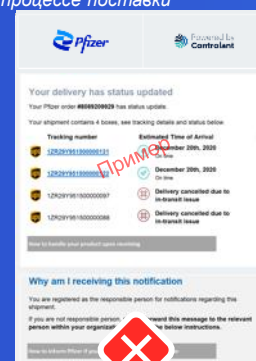 процессе поставки
Pfizer
Powered by
Controlant
Your delivery has status updated
Your Pfizer order #8089208929 has status update.
Your shipment contains 4 boxes, see tracking details and status below.
Tracking number
Estimated Time of Arrival
1ZR29Y951500000131
December 20th, 2020
On time
1ZR29Y951500000122
December 20th, 2020
On time
Пример
1ZR29Y951500000097
Delivery cancelled due to
in-transit issue
1ZR29Y951500000088
Delivery cancelled due to
in-transit issue
How to handle your product upon receiving
Why am I receiving this notification
You are registered as the responsible person for notifications regarding this
shipment.
If you are not responsible person, forward this message to the relevant
person within your organization the below instructions.
How to inform Pfizer if you